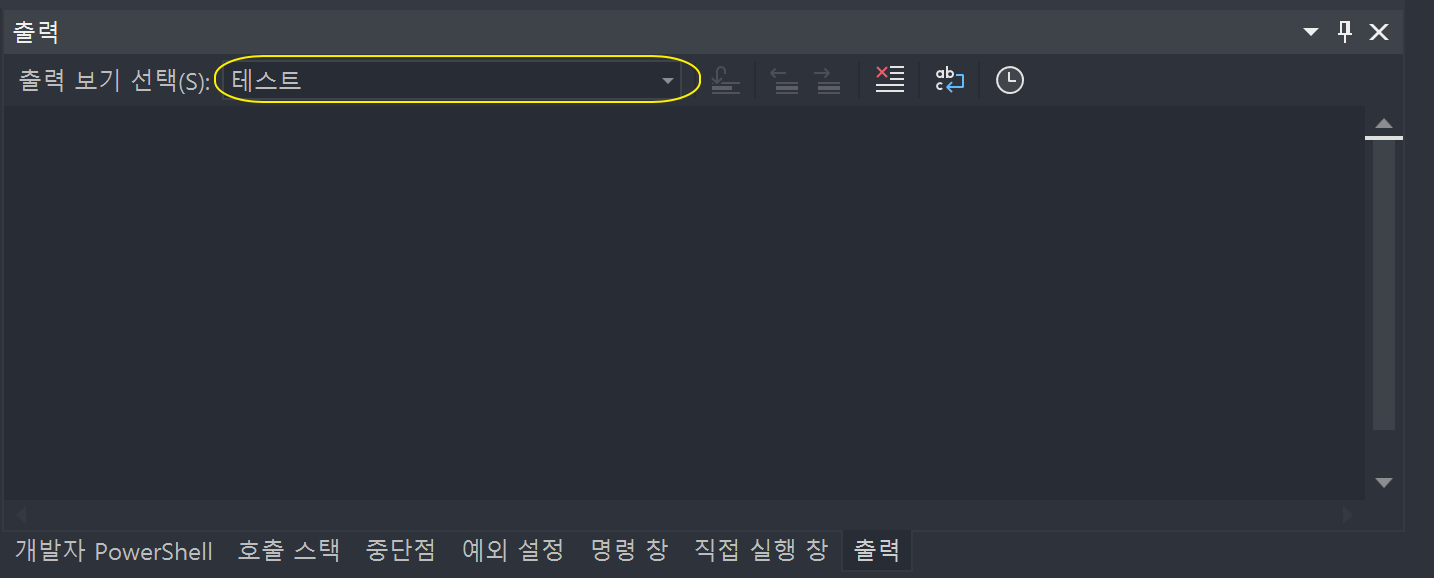 출력
출력 보기 선택(S): 테스트
개발자 PowerShell 호출 스택 중단점 예외 설정 명령 창 직접 실행 창 출력